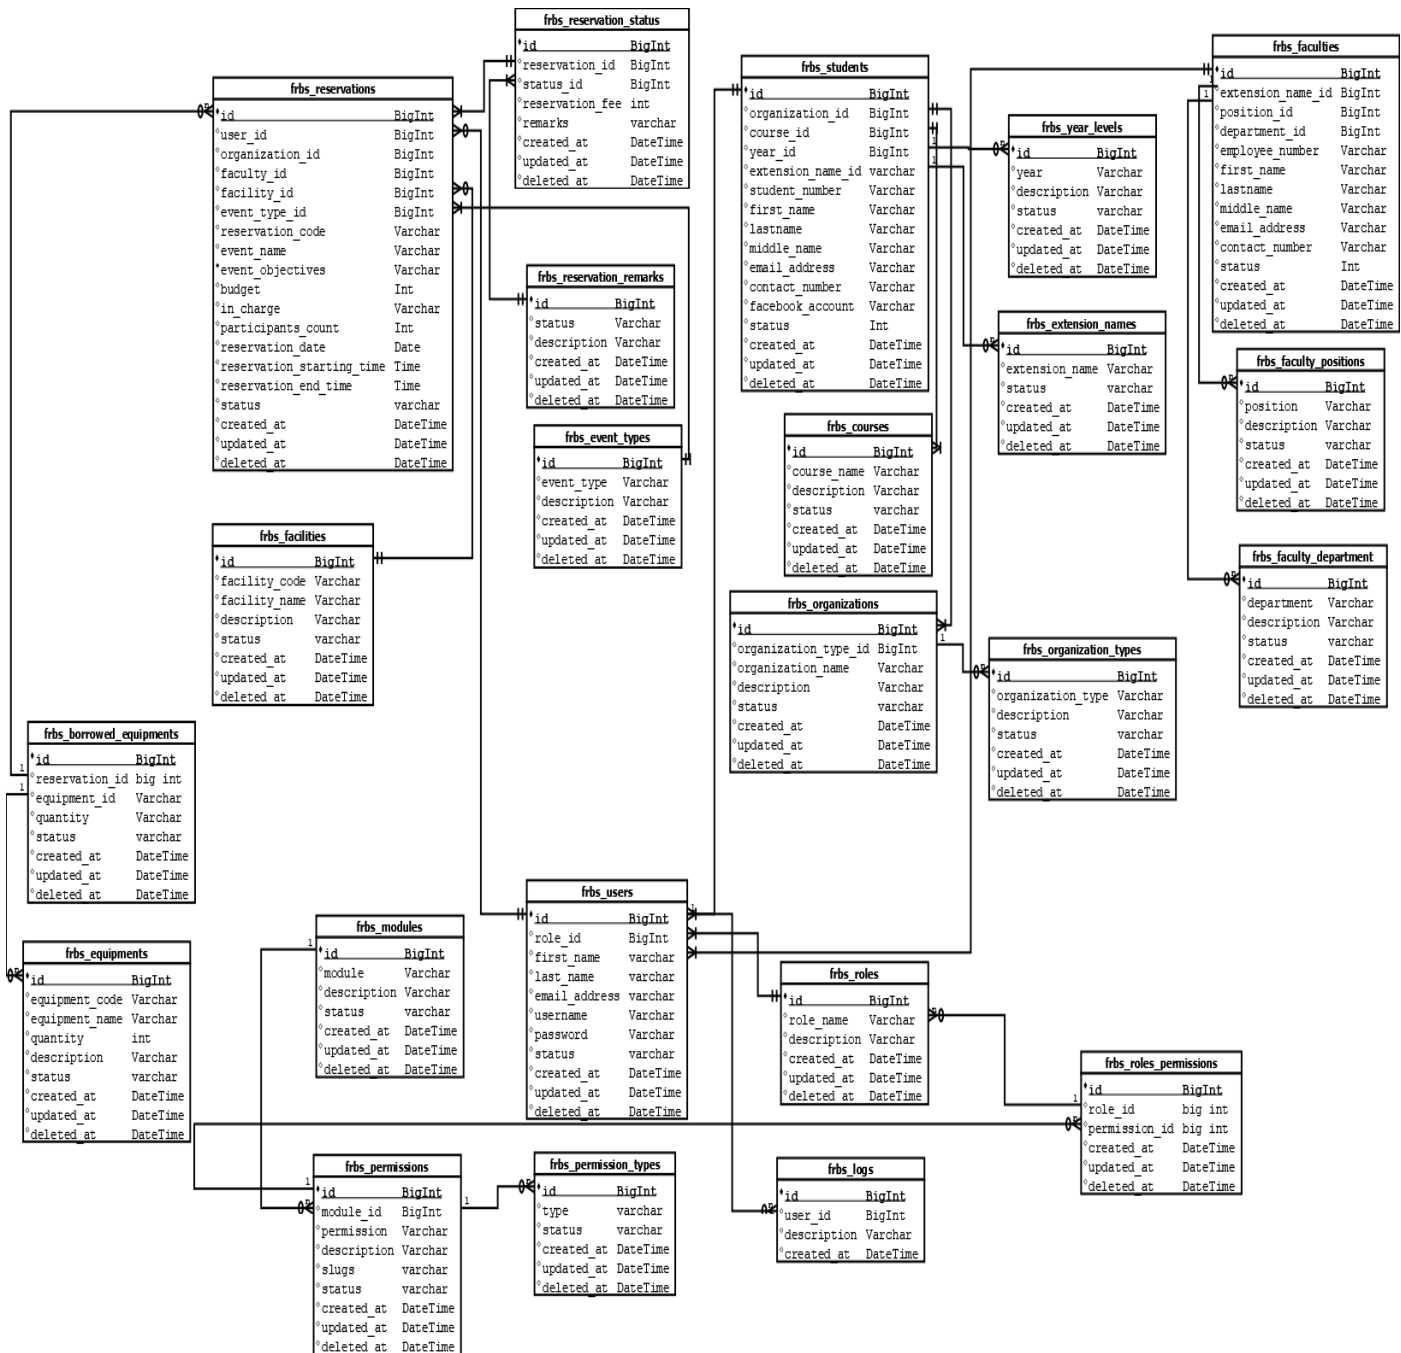 frbs_reservation_status
id BigInt
reservation_id BigInt
status_id BigInt
reservation_fee int
remarks varchar
created_at DateTime
updated_at DateTime
deleted_at DateTime
frbs_reservations
id BigInt
user_id BigInt
organization_id BigInt
faculty_id BigInt
facility_id BigInt
event_type_id BigInt
reservation_code Varchar
event_name Varchar
event_objectives Varchar
budget Int
in_charge Varchar
participants_count Int
reservation_date Date
reservation_starting_time Time
reservation_end_time Time
status varchar
created_at DateTime
updated_at DateTime
deleted_at DateTime
frbs_students
id BigInt
organization_id BigInt
course_id BigInt
year_id BigInt
extension_name_id varchar
student_number Varchar
first_name Varchar
lastname Varchar
middle_name Varchar
email_address Varchar
contact_number Varchar
facebook_account Varchar
status Int
created_at DateTime
updated_at DateTime
deleted_at DateTime
1
1
frbs_year_levels
id BigInt
year Varchar
description Varchar
status varchar
created_at DateTime
updated_at DateTime
deleted_at DateTime
frbs_faculties
id BigInt
extension_name_id BigInt
position_id BigInt
department_id BigInt
employee_number Varchar
first_name Varchar
lastname Varchar
middle_name Varchar
email_address Varchar
contact_number Varchar
status Int
created_at DateTime
updated_at DateTime
deleted_at DateTime
1
1
frbs_reservation_remarks
id BigInt
status Varchar
description Varchar
created_at DateTime
updated_at DateTime
deleted_at DateTime
frbs_extension_names
id BigInt
extension_name Varchar
status varchar
created_at DateTime
updated_at DateTime
deleted_at DateTime
frbs_faculty_positions
id BigInt
position Varchar
description Varchar
status varchar
created_at DateTime
updated_at DateTime
deleted_at DateTime
frbs_event_types
id BigInt
event_type Varchar
description Varchar
created_at DateTime
updated_at DateTime
deleted_at DateTime
frbs_courses
id BigInt
course_name Varchar
description Varchar
status varchar
created_at DateTime
updated_at DateTime
deleted_at DateTime
frbs_facilities
id BigInt
facility_code Varchar
facility_name Varchar
description Varchar
status varchar
created_at DateTime
updated_at DateTime
deleted_at DateTime
frbs_faculty_department
id BigInt
department Varchar
description Varchar
status varchar
created_at DateTime
updated_at DateTime
deleted_at DateTime
frbs_organizations
id BigInt
organization_type_id BigInt
organization_name Varchar
description Varchar
status varchar
created_at DateTime
updated_at DateTime
deleted_at DateTime
1
frbs_organization_types
id BigInt
organization_type Varchar
description Varchar
status varchar
created_at DateTime
updated_at DateTime
deleted_at DateTime
frbs_borrowed_equipments
id BigInt
reservation_id big int
equipment_id Varchar
quantity Varchar
status varchar
created_at DateTime
updated_at DateTime
deleted_at DateTime
1
1
frbs_users
id BigInt
role_id BigInt
first_name varchar
last_name varchar
email_address varchar
username Varchar
password Varchar
status varchar
created_at DateTime
updated_at DateTime
deleted_at DateTime
1
frbs_modules
id BigInt
module Varchar
description Varchar
status varchar
created_at DateTime
updated_at DateTime
deleted_at DateTime
1
frbs_equipments
id BigInt
equipment_code Varchar
equipment_name Varchar
quantity int
description Varchar
status varchar
created_at DateTime
updated_at DateTime
deleted_at DateTime
frbs_roles
id BigInt
role_name Varchar
description Varchar
created_at DateTime
updated_at DateTime
deleted_at DateTime
frbs_roles_permissions
id BigInt
role_id big int
permission_id big int
created_at DateTime
updated_at DateTime
deleted_at DateTime
1
frbs_permissions
id BigInt
module_id BigInt
permission Varchar
description Varchar
slugs varchar
status varchar
created_at DateTime
updated_at DateTime
deleted_at DateTime
1
1
frbs_permission_types
id BigInt
type varchar
status varchar
created_at DateTime
updated_at DateTime
deleted_at DateTime
frbs_logs
id BigInt
user_id BigInt
description Varchar
created_at DateTime